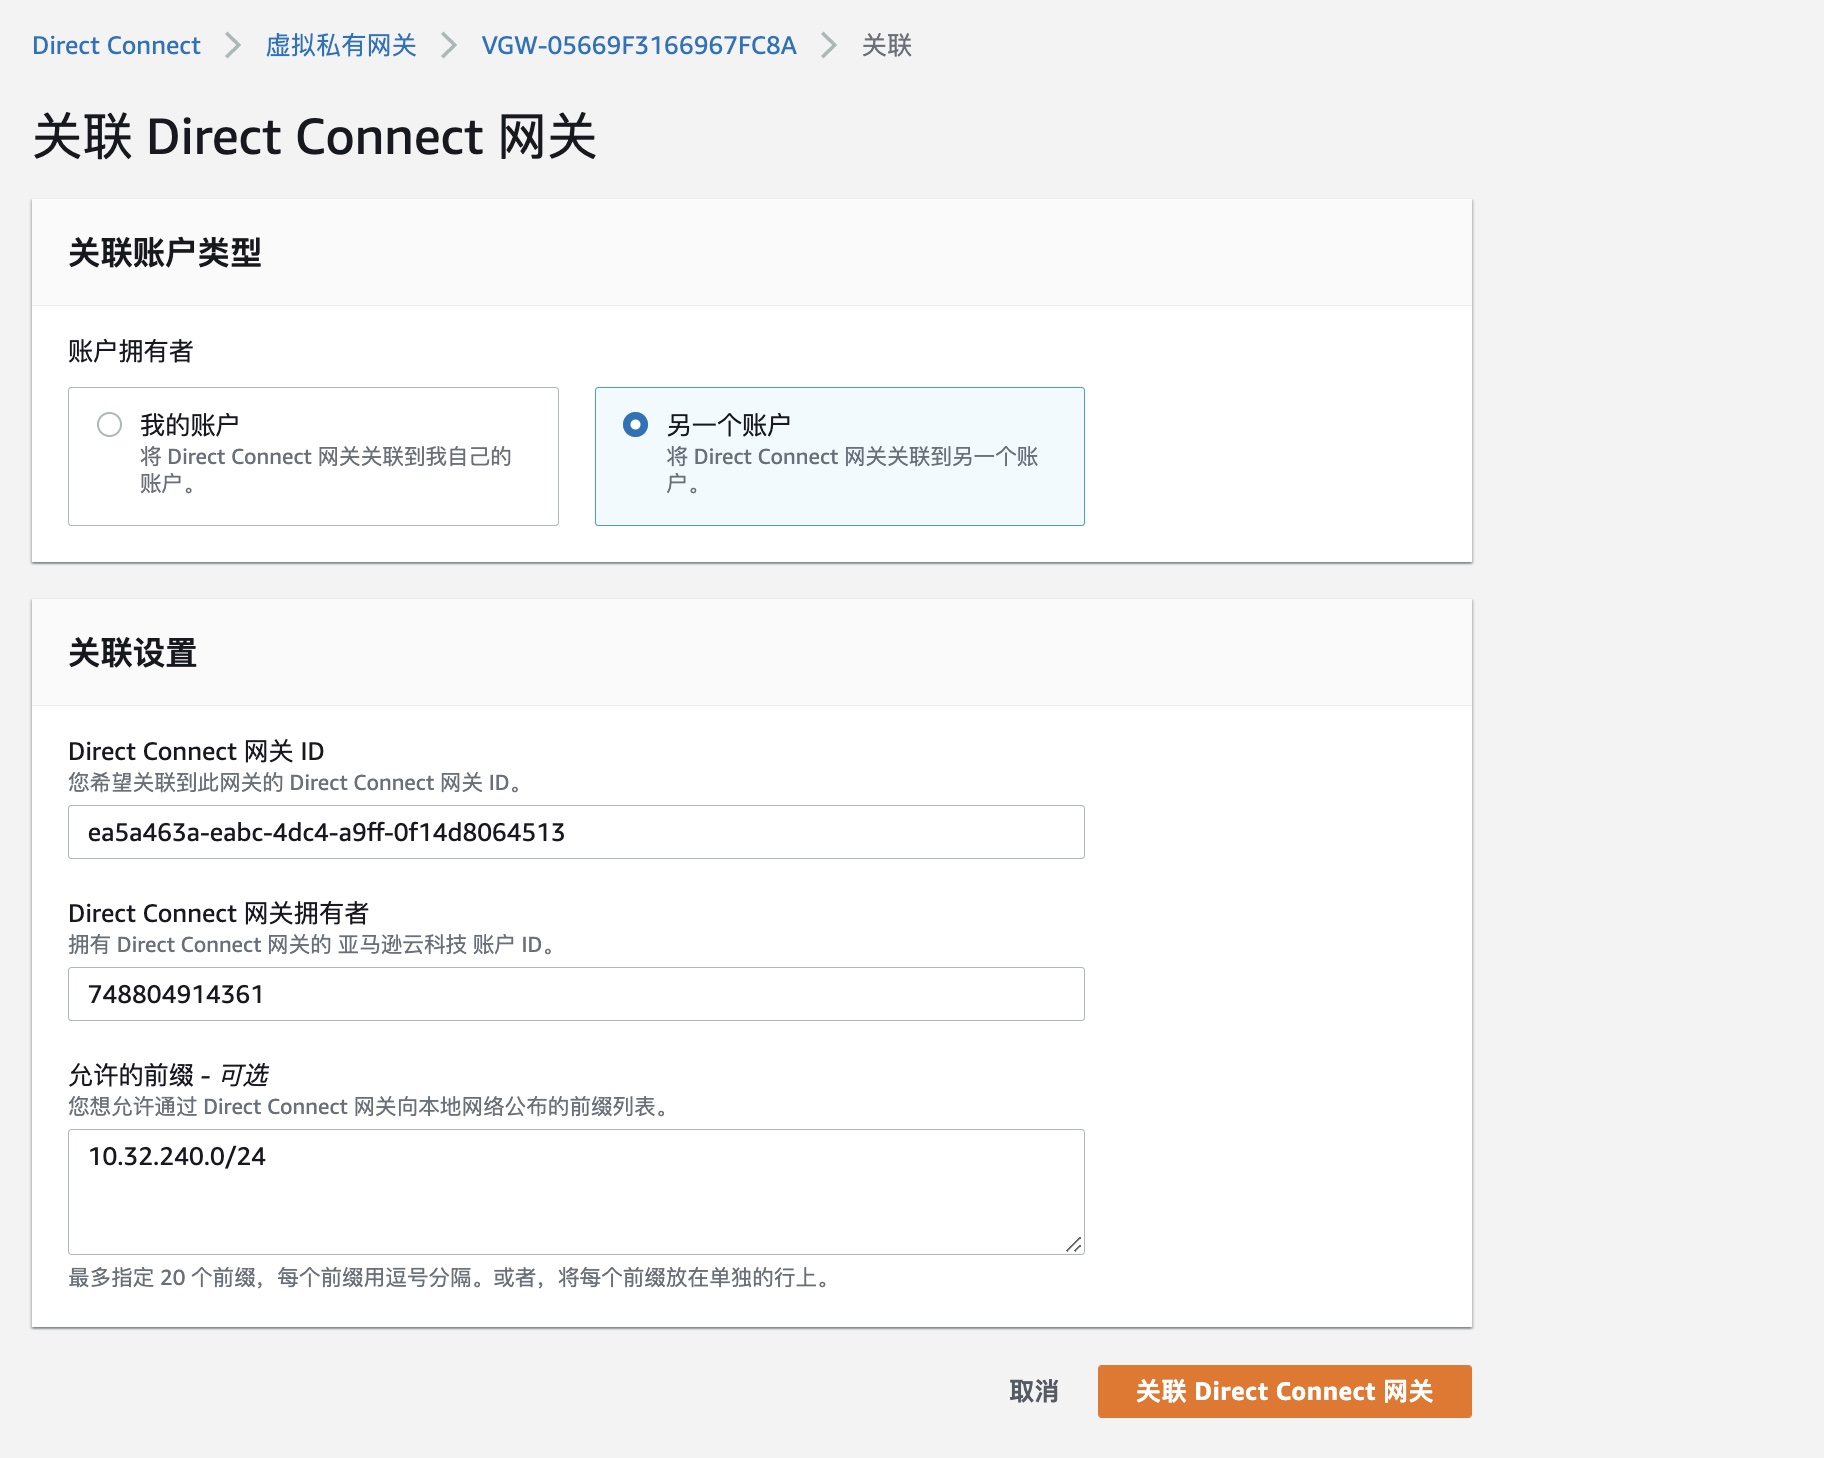 Direct Connect > 虚拟私有网关 > VGW-05669F3166967FC8A > 关联
关联 Direct Connect 网关
关联账户类型
账户拥有者
我的账户
将 Direct Connect 网关关联到我自己的
账户。
另一个账户
将 Direct Connect 网关关联到另一个账
户。
关联设置
Direct Connect 网关 ID
您希望关联到此网关的 Direct Connect 网关 ID。
ea5a463a-eabc-4dc4-a9ff-0f14d8064513
Direct Connect 网关拥有者
拥有 Direct Connect 网关的 亚马逊云科技 账户 ID。
748804914361
允许的前缀 - 可选
您想允许通过 Direct Connect 网关向本地网络公布的前缀列表。
10.32.240.0/24
最多指定 20 个前缀，每个前缀用逗号分隔。或者，将每个前缀放在单独的行上。
取消
关联 Direct Connect 网关